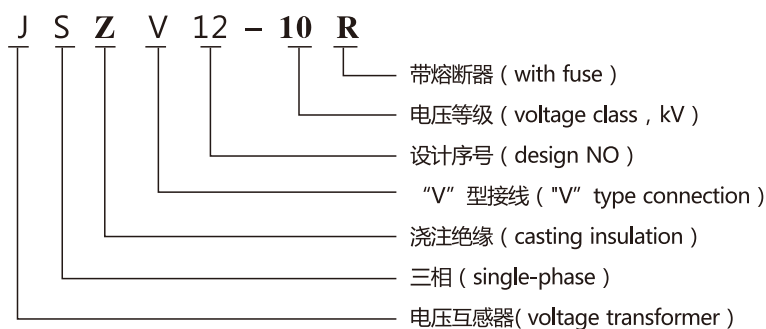 J S Z V 12 - 10 R
带熔断器 ( with fuse )
电压等级 ( voltage class , kV )
设计序号 ( design NO )
“V” 型接线 ( "V” type connection )
浇注绝缘 ( casting insulation )
三相 ( single-phase )
电压互感器( voltage transformer )